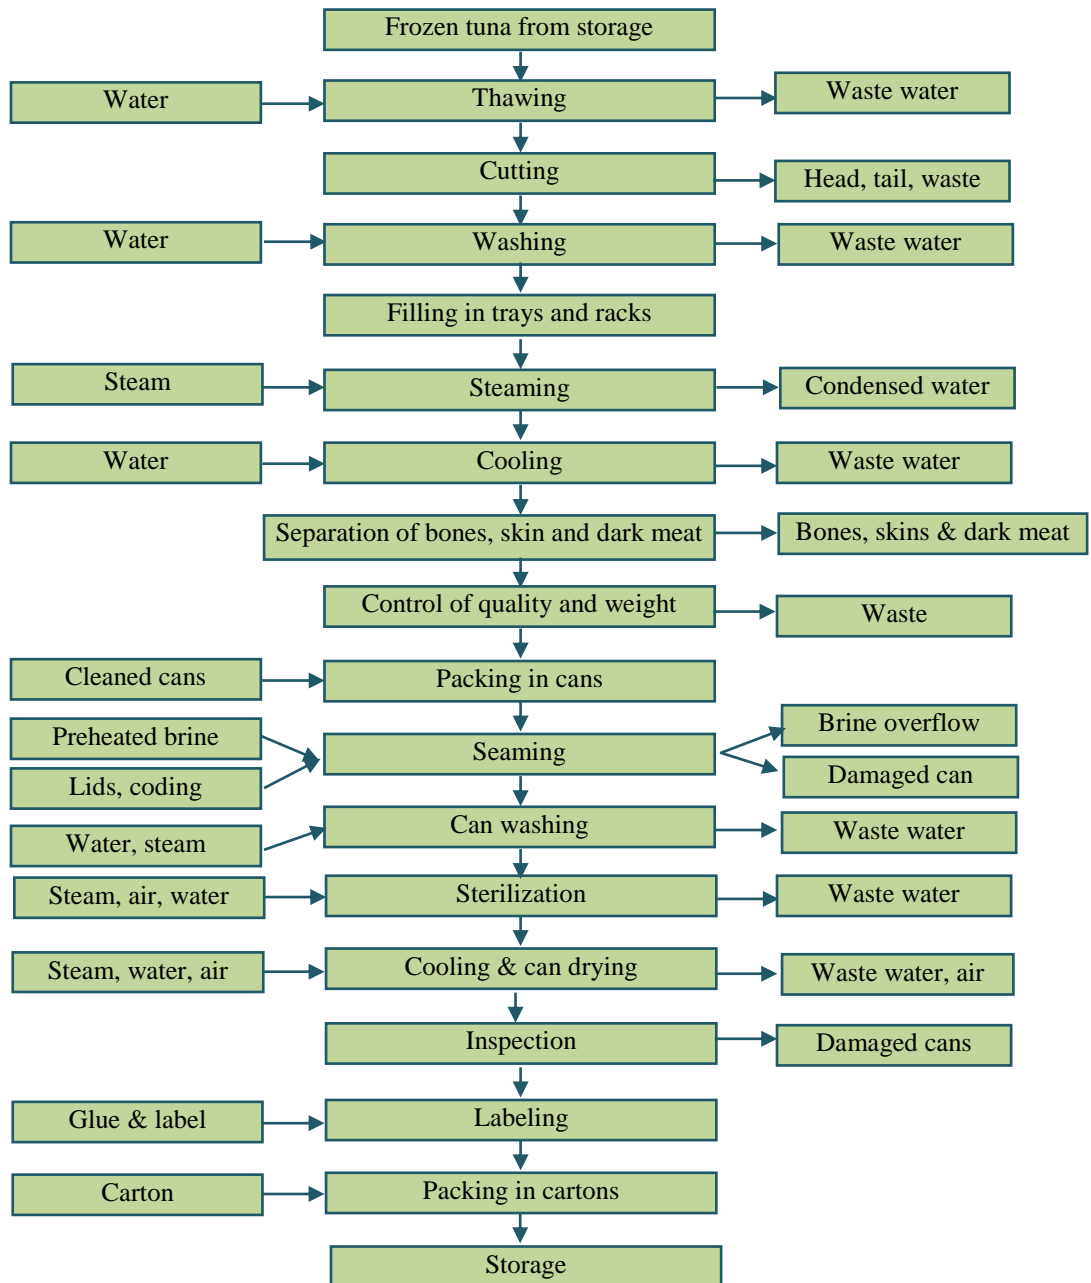 Frozen tuna from storage
Water
Thawing
Waste water
Cutting
Head, tail, waste
Water
Washing
Waste water
Filling in trays and racks
Steam
Steaming
Condensed water
Water
Cooling
Waste water
Separation of bones, skin and dark meat
Bones, skins & dark meat
Control of quality and weight
Waste
Cleaned cans
Packing in cans
Preheated brine
Lids, coding
Seaming
Brine overflow
Damaged can
Water, steam
Can washing
Waste water
Steam, air, water
Sterilization
Waste water
Steam, water, air
Cooling & can drying
Waste water, air
Inspection
Damaged cans
Glue & label
Labeling
Carton
Packing in cartons
Storage